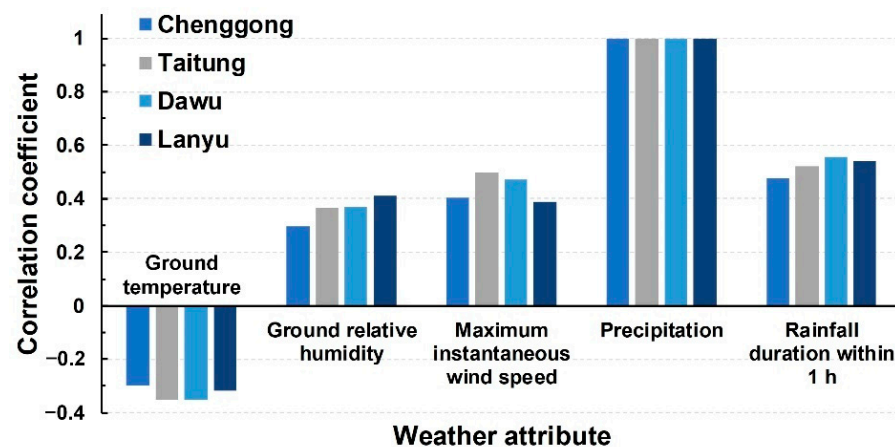 Chenggong
Taitung
Dawu
Lanyu
Correlation coefficient
1
0.8
0.6
0.4
0.2
0
−0.2
−0.4
Ground
temperature
Ground relative
humidity
Maximum
instantaneous
wind speed
Precipitation
Rainfall
duration within
1 h
Weather attribute